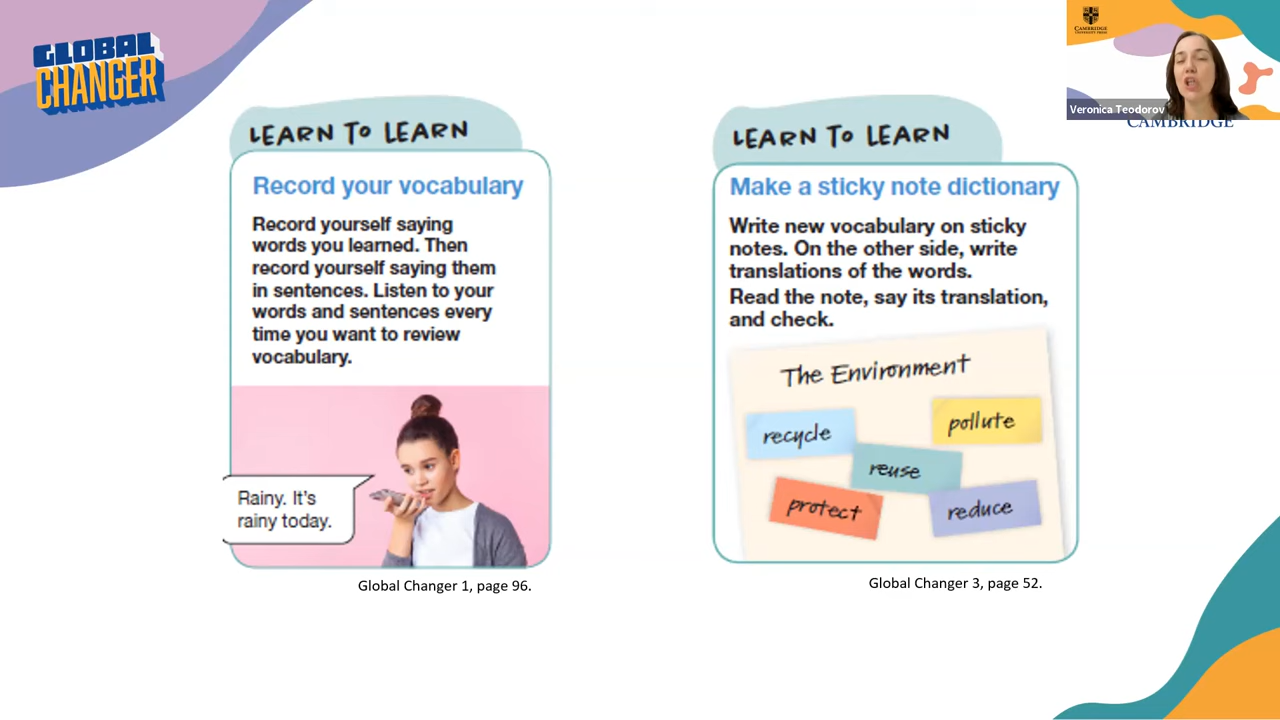 GLOBAL
CHANGER
LEARN TO LEARN
Record your vocabulary
Record yourself saying
words you learned. Then
record yourself saying them
in sentences. Listen to your
words and sentences every
time you want to review
vocabulary.
Rainy. It's
rainy today.
Global Changer 1, page 96.
LEARN TO LEARN
Make a sticky note dictionary
Write new vocabulary on sticky
notes. On the other side, write
translations of the words.
Read the note, say its translation,
and check.
The Environment
recycle
pollute
reuse
protect
reduce
Global Changer 3, page 52.
CAMBRIDGE
UNIVERSITY PRESS
Veronica Teodorov
CAMBRIDGE